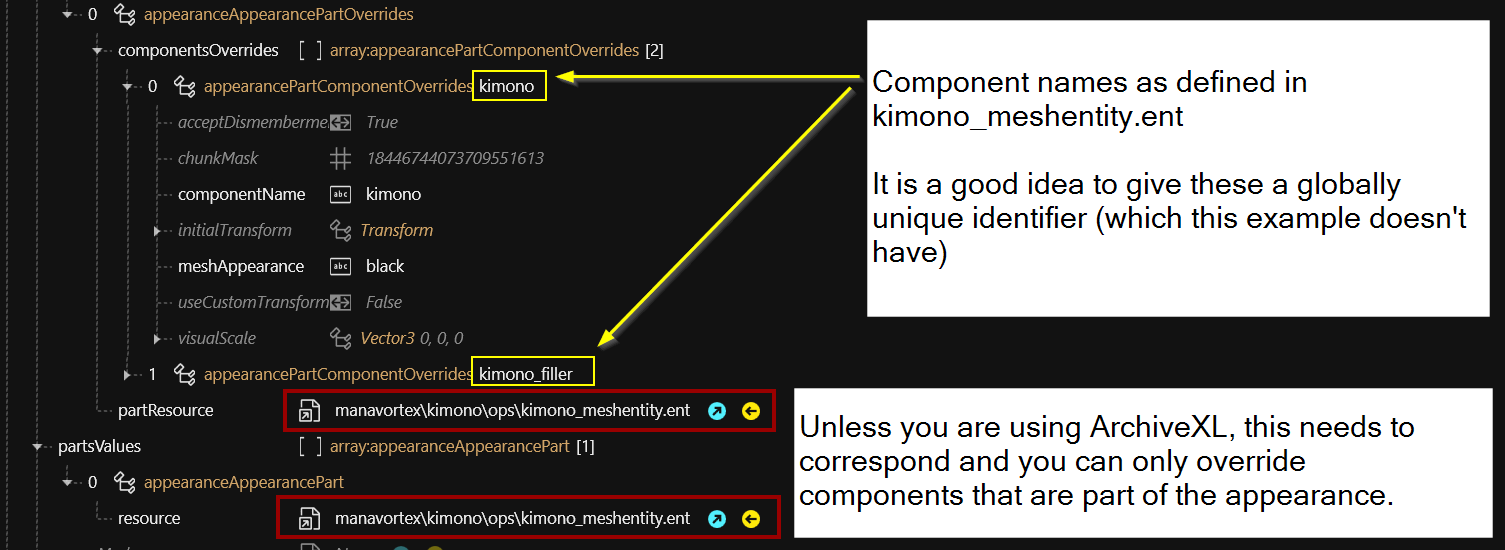 0 appearanceAppearancePartOverrides
componentsOverrides [ ] array:appearancePartComponentOverrides [2]
0 appearancePartComponentOverrides kimono
acceptDismemberme True
chunkMask 18446744073709551613
componentName abc kimono
initialTransform Transform
meshAppearance abc black
useCustomTransform False
visualScale Vector3 0, 0, 0
1 appearancePartComponentOverrides kimono_filler
partResource manavortex\kimono\ops\kimono_meshentity.ent
partsValues [ ] array:appearanceAppearancePart [1]
0 appearanceAppearancePart
resource manavortex\kimono\ops\kimono_meshentity.ent
Component names as defined in
kimono_meshentity.ent
It is a good idea to give these a globally
unique identifier (which this example doesn't
have)
Unless you are using ArchiveXL, this needs to
correspond and you can only override
components that are part of the appearance.